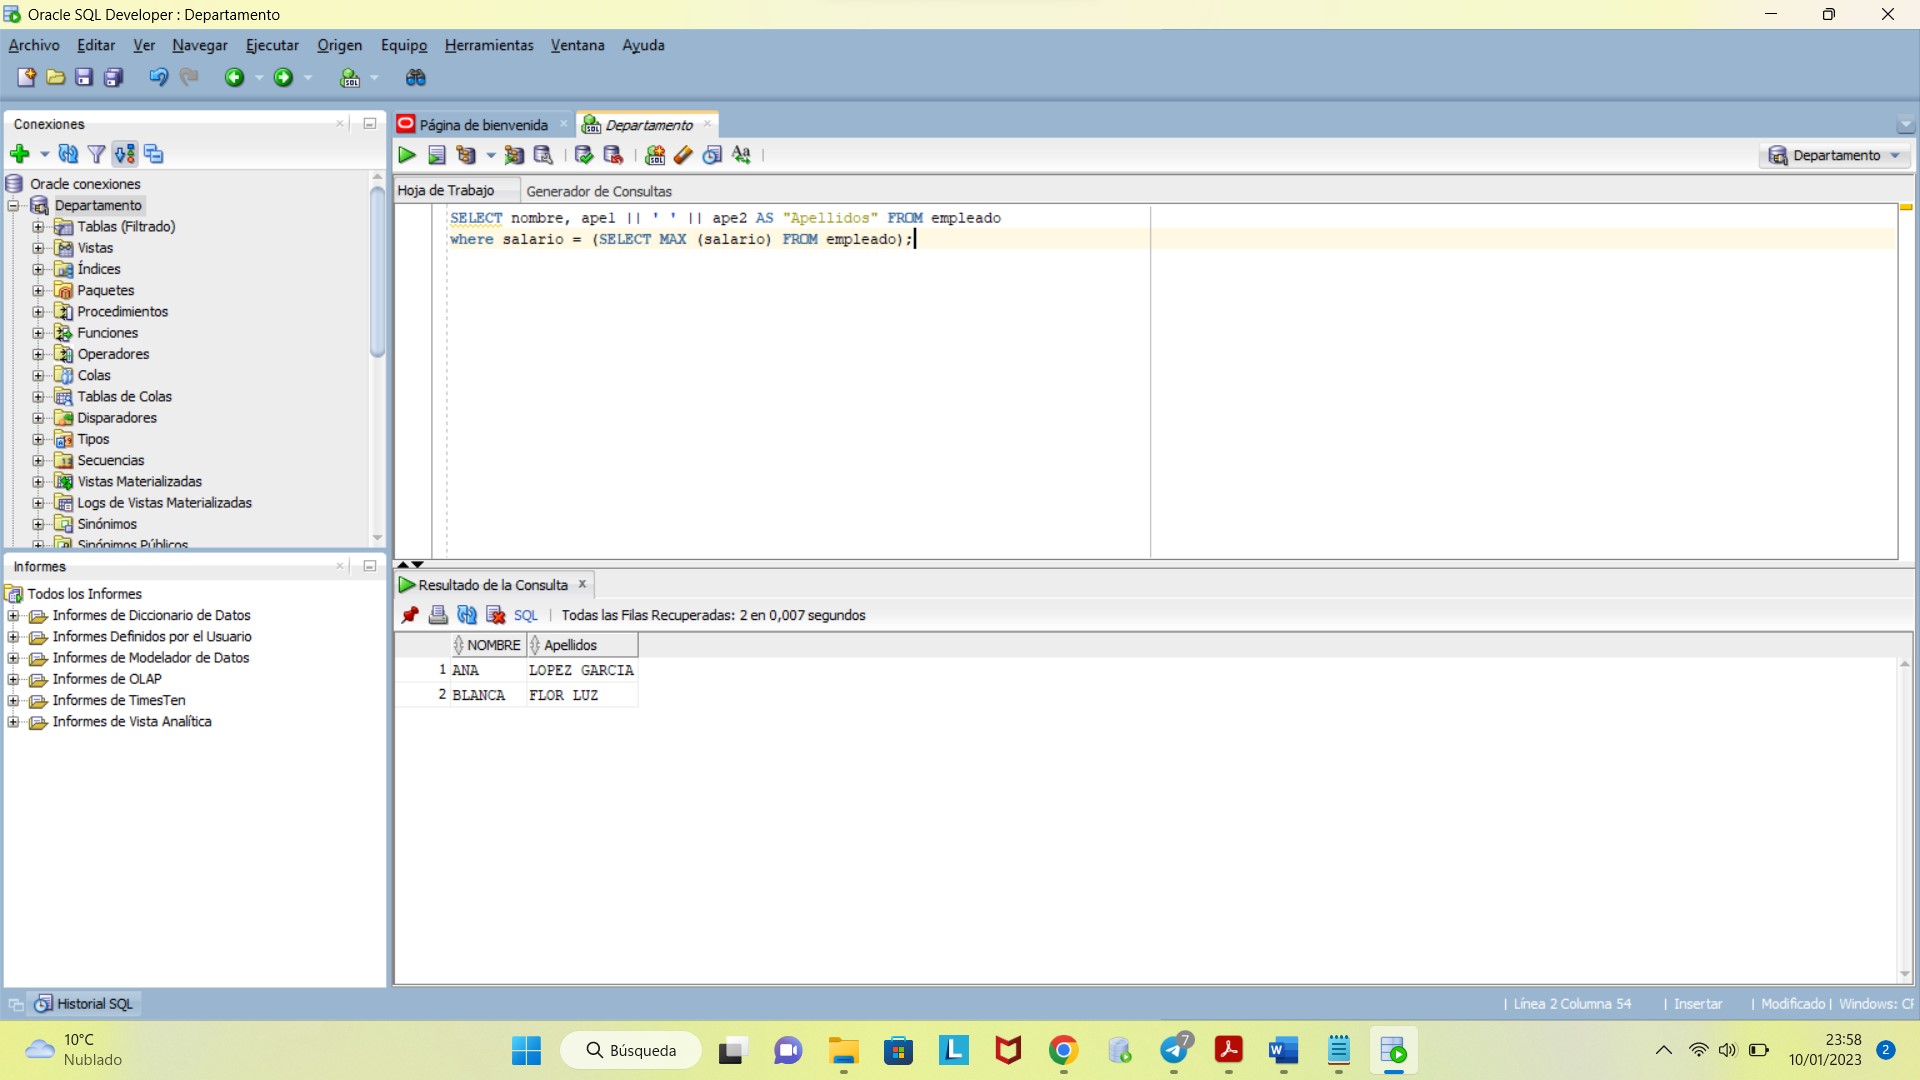 Oracle SQL Developer : Departamento
Archivo Editar Ver Navegar Ejecutar Origen Equipo Herramientas Ventana Ayuda
Conexiones
Oracle conexiones
Departamento
Tablas (Filtrado)
Vistas
Índices
Paquetes
Procedimientos
Funciones
Operadores
Colas
Tablas de Colas
Disparadores
Tipos
Secuencias
Vistas Materializadas
Logs de Vistas Materializadas
Sinónimos
Sinónimos Públicos
Informes
Todos los Informes
Informes de Diccionario de Datos
Informes Definidos por el Usuario
Informes de Modelador de Datos
Informes de OLAP
Informes de TimesTen
Informes de Vista Analítica
Historial SQL
Página de bienvenida
Departamento
Departamento
Hoja de Trabajo
Generador de Consultas
SELECT nombre, ape1 || ' ' || ape2 AS "Apellidos" FROM empleado
where salario = (SELECT MAX (salario) FROM empleado);
Resultado de la Consulta
SQL | Todas las Filas Recuperadas: 2 en 0,007 segundos
NOMBRE Apellidos
1 ANA LOPEZ GARCIA
2 BLANCA FLOR LUZ
| Línea 2 Columna 54 | Insertar | Modificado | Windows: CF
10°C
Nublado
Búsqueda
7
23:58
10/01/2023
2